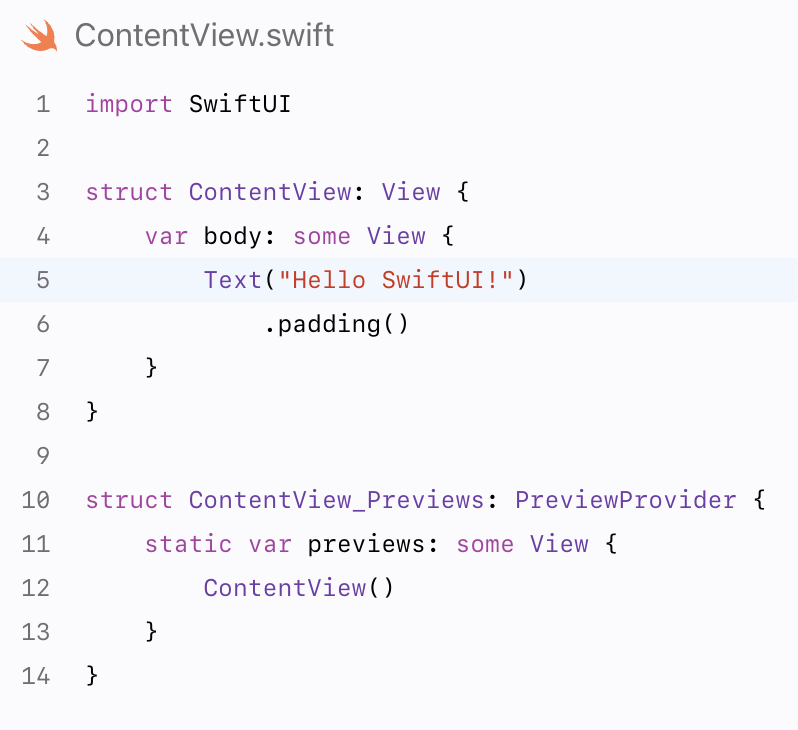 ContentView.swift
1 import SwiftUI
2
3 struct ContentView: View {
4     var body: some View {
5         Text("Hello SwiftUI!")
6             .padding()
7     }
8 }
9
10 struct ContentView_Previews: PreviewProvider {
11     static var previews: some View {
12         ContentView()
13     }
14 }